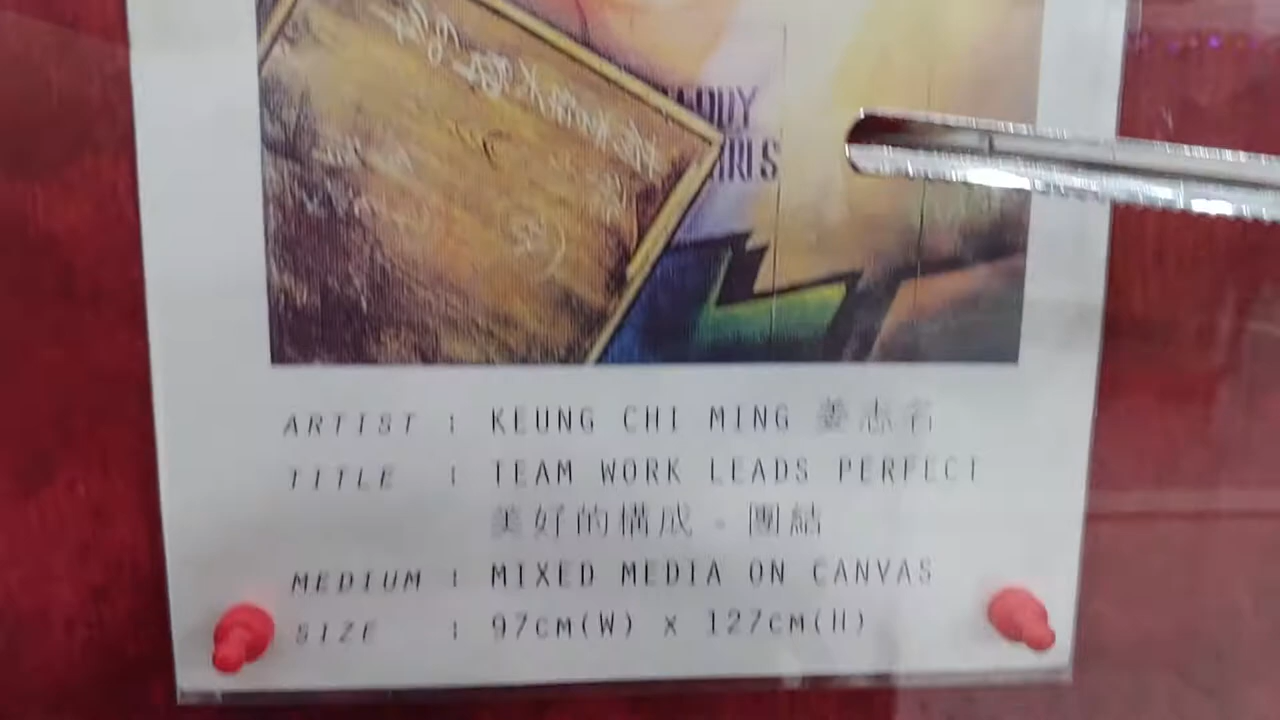 ARTIST : KEUNG CHI MING 姜志名
TITLE : TEAM WORK LEADS PERFECT
美好的構成 - 團結
MEDIUM : MIXED MEDIA ON CANVAS
SIZE : 97cm(W) x 127cm(H)